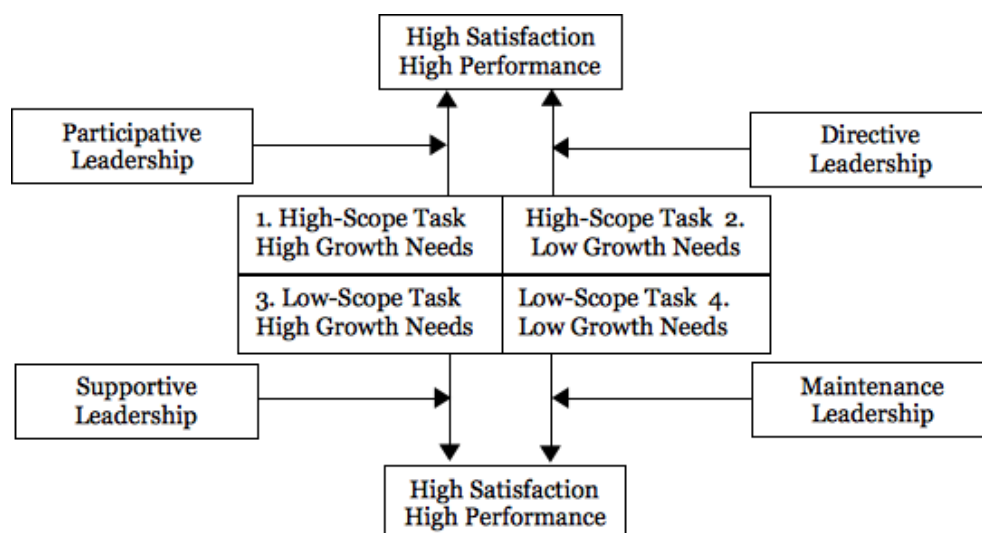 High Satisfaction
High Performance
Participative
Leadership
Directive
Leadership
1. High-Scope Task
High Growth Needs
High-Scope Task 2.
Low Growth Needs
3. Low-Scope Task
High Growth Needs
Low-Scope Task 4.
Low Growth Needs
Supportive
Leadership
Maintenance
Leadership
High Satisfaction
High Performance